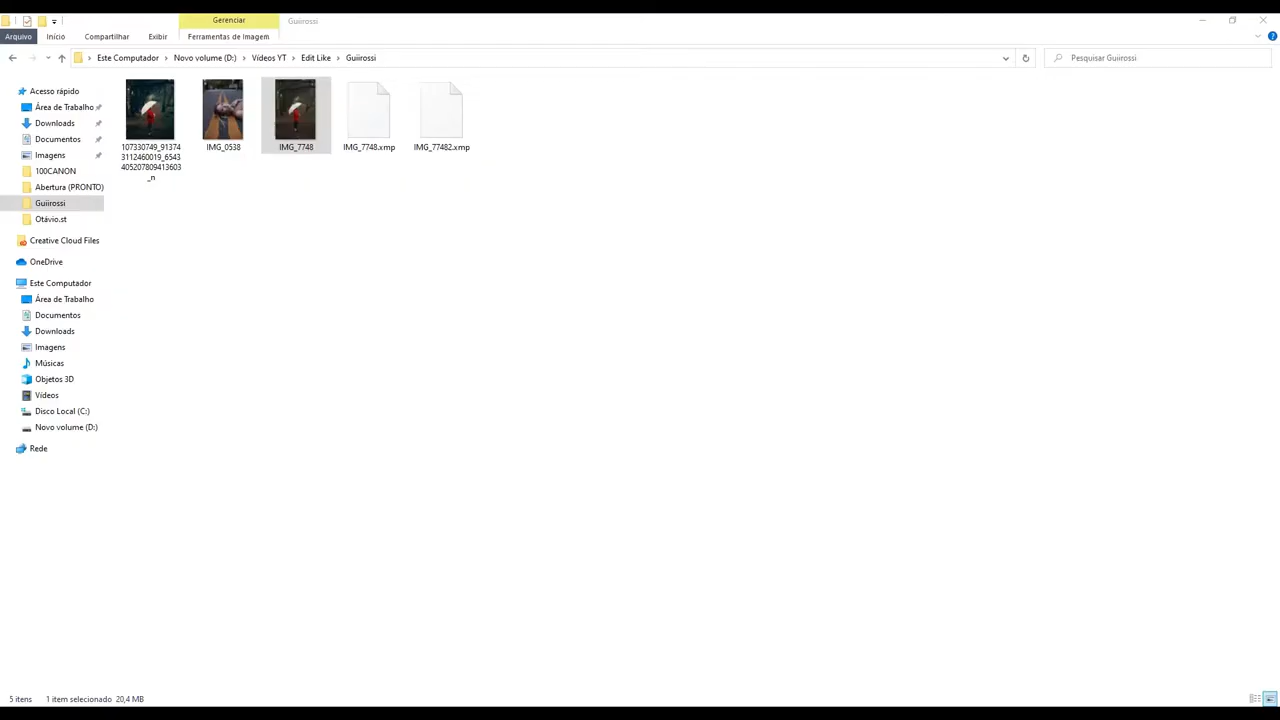 Gerenciar
Guiirossi
Arquivo
Início
Compartilhar
Exibir
Ferramentas de Imagem
Este Computador
Novo volume (D:)
Vídeos YT
Edit Like
Guiirossi
Pesquisar Guiirossi
Acesso rápido
Área de Trabalho
Downloads
Documentos
Imagens
100CANON
Abertura (PRONTO)
Guiirossi
Otávio.st
Creative Cloud Files
OneDrive
Este Computador
Área de Trabalho
Documentos
Downloads
Imagens
Músicas
Objetos 3D
Vídeos
Disco Local (C:)
Novo volume (D:)
Rede
107330749_91374
3112460019_6543
405207809413603
_n
IMG_0538
IMG_7748
IMG_7748.xmp
IMG_77482.xmp
5 itens
1 item selecionado 20,4 MB